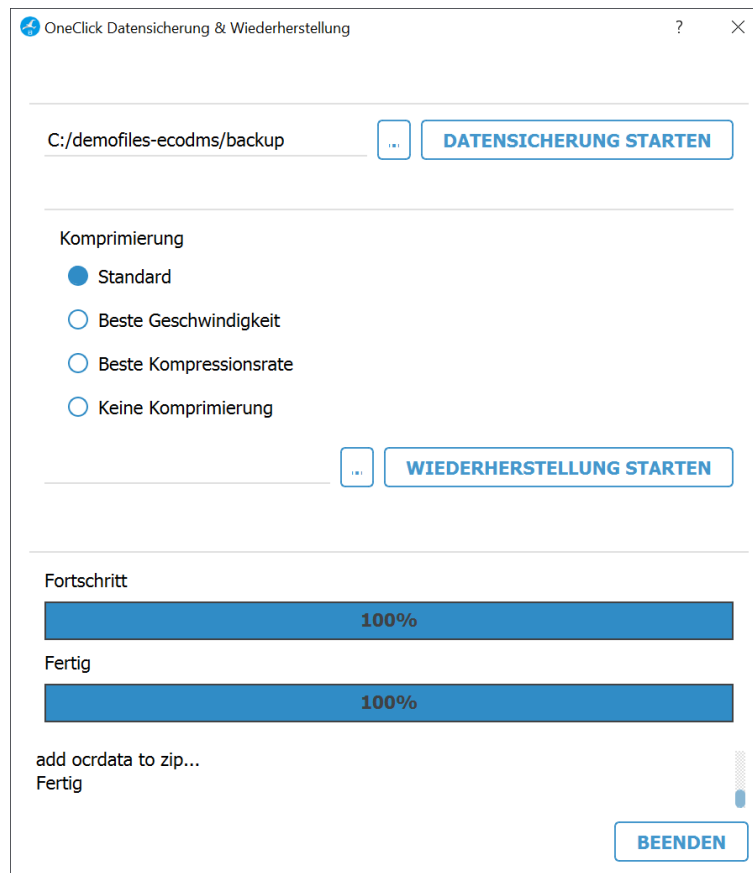 OneClick Datensicherung & Wiederherstellung
C:/demofiles-ecodms/backup ... DATENSICHERUNG STARTEN
Komprimierung
Standard
Beste Geschwindigkeit
Beste Kompressionsrate
Keine Komprimierung
... WIEDERHERSTELLUNG STARTEN
Fortschritt
100%
Fertig
100%
add ocrdata to zip...
Fertig
BEENDEN